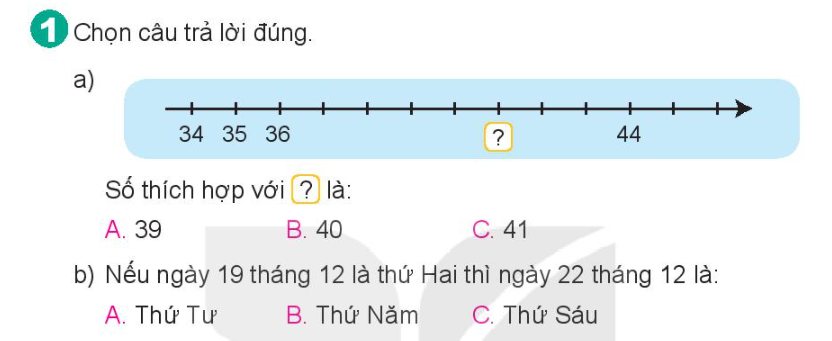 1 Chọn câu trả lời đúng.
a)
34 35 36 ? 44
Số thích hợp với ? là:
A. 39 B. 40 C. 41
b) Nếu ngày 19 tháng 12 là thứ Hai thì ngày 22 tháng 12 là:
A. Thứ Tư B. Thứ Năm C. Thứ Sáu